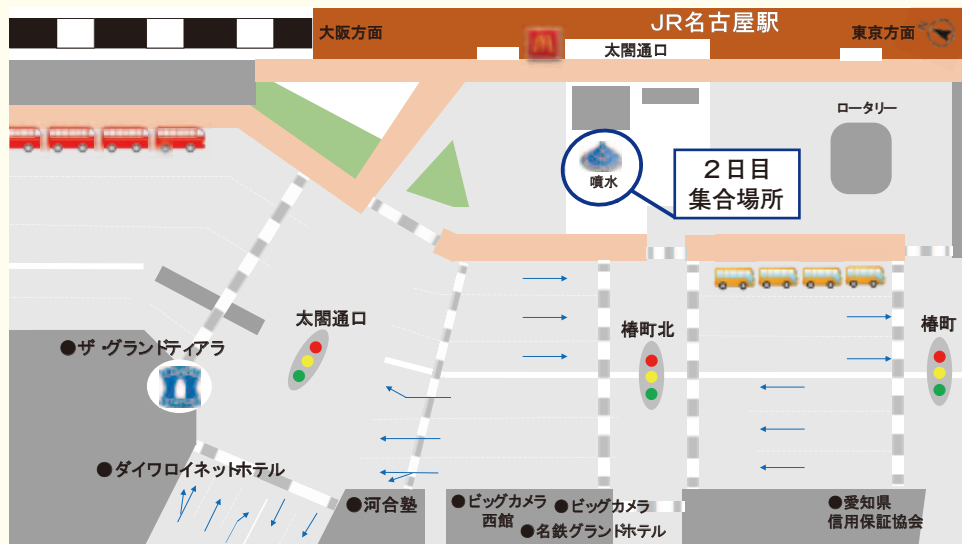 JR名古屋駅
大阪方面
東京方面
太閤通口
ロータリー
噴水
2日目
集合場所
太閤通口
椿町北
椿町
●ザ・グランドティアラ
●ダイワロイネットホテル
●河合塾
●ビッグカメラ
西館
●ビッグカメラ
●名鉄グランドホテル
●愛知県
信用保証協会